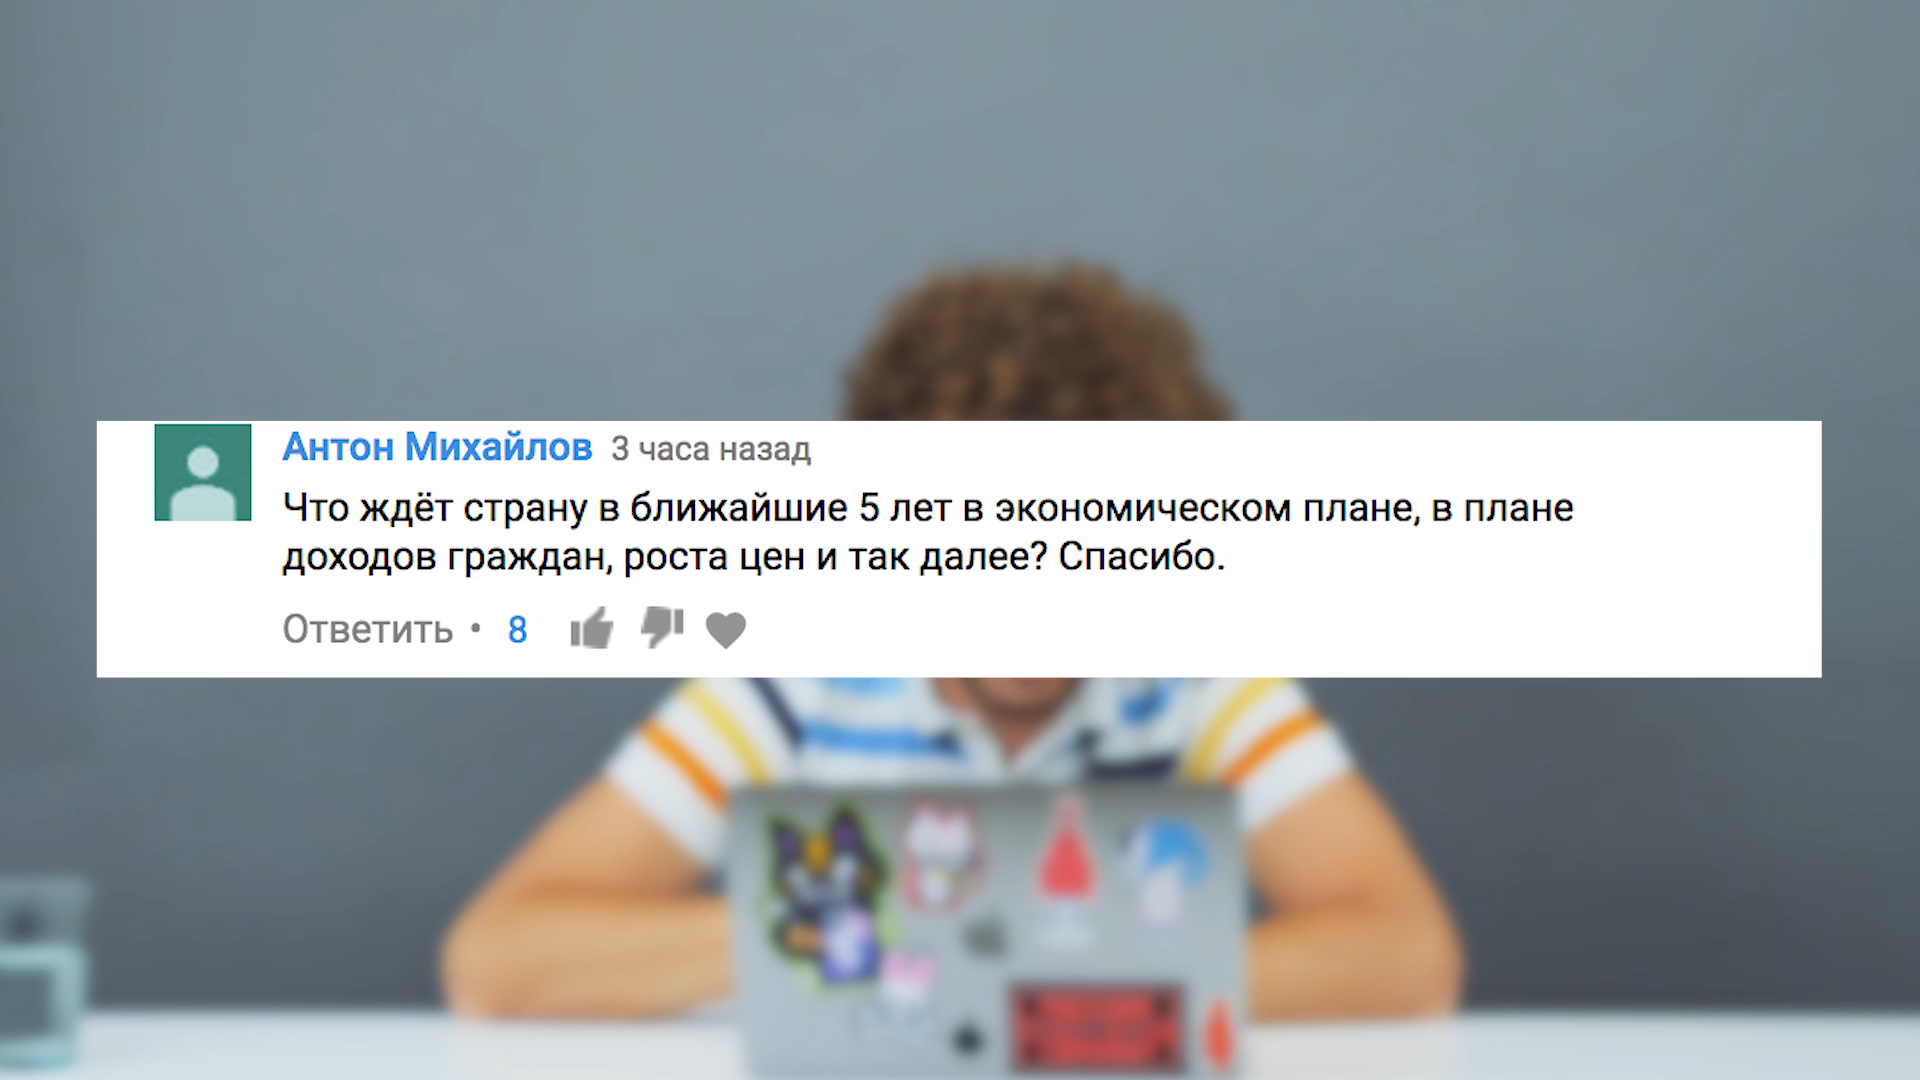 Антон Михайлов 3 часа назад
Что ждёт страну в ближайшие 5 лет в экономическом плане, в плане
доходов граждан, роста цен и так далее? Спасибо.
Ответить • 8